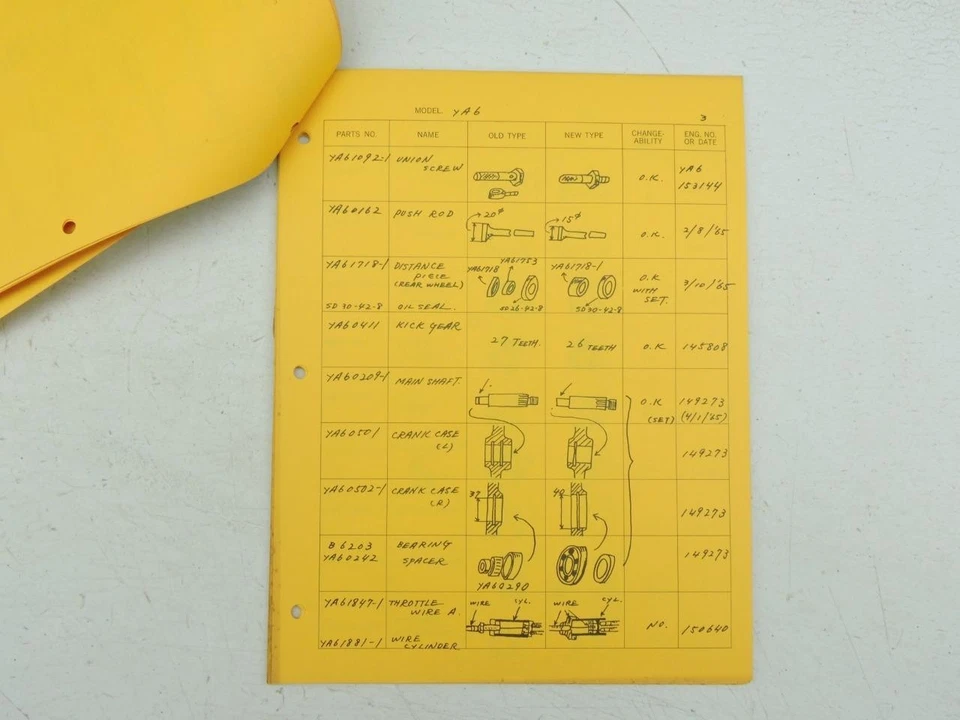 MODEL. YA6
3
PARTS NO. NAME OLD TYPE NEW TYPE CHANGE-ABILITY ENG. NO. OR DATE
YA61092-1 UNION SCREW O.K. YA6 153144
YA60162 PUSH ROD 20φ 15φ O.K. 2/8/'65
YA61718-1 DISTANCE PIECE (REAR WHEEL) YA61718 YA61753 YA61718-1 O.K WITH SET. 3/10/'65
SD30-42-8 OIL SEAL. SD26-42-8 SD30-42-8
YA60411 KICK GEAR 27 TEETH. 26 TEETH O.K 145808
YA60209-1 MAIN SHAFT. O.K (SET) 149273 (4/1/'65)
YA60501 CRANK CASE (L) 149273
YA60502-1 CRANK CASE (R) 37 40 149273
B6203 BEARING
YA60242 SPACER YA60290 149273
YA61847-1 THROTTLE WIRE A. WIRE CYL. WIRE CYL. NO. 150640
YA61881-1 WIRE CYLINDER